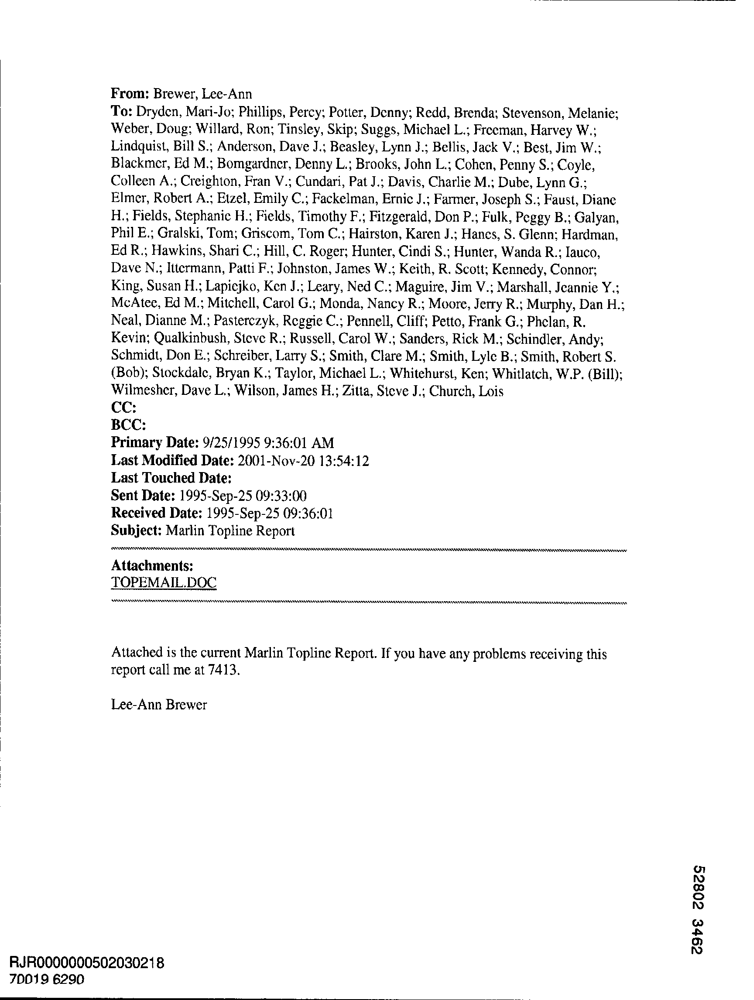 From: Brewer, Lee-Ann
To: Dryden, Mari-Jo; Phillips, Percy; Potter, Denny; Redd, Brenda; Stevenson, Melanie;
Weber, Doug; Willard, Ron; Tinsley, Skip; Suggs, Michael L.; Freeman, Harvey W.;
Lindquist, Bill S.; Anderson, Dave J.; Beasley, Lynn J.; Bellis, Jack V.; Best, Jim W.;
Blackmer, Ed M.; Bomgardner, Denny L.; Brooks, John L.; Cohen, Penny S.; Coyle,
Colleen A.; Creighton, Fran V.; Cundari, Pat J.; Davis, Charlie M.; Dube, Lynn G.;
Elmer, Robert A.; Etzel, Emily C.; Fackelman, Ernie J.; Farmer, Joseph S.; Faust, Diane
H.; Fields, Stephanie H.; Fields, Timothy F.; Fitzgerald, Don P.; Fulk, Peggy B.; Galyan,
Phil E.; Gralski, Tom; Griscom, Tom C.; Hairston, Karen J.; Hanes, S. Glenn; Hardman,
Ed R.; Hawkins, Shari C.; Hill, C. Roger; Hunter, Cindi S.; Hunter, Wanda R.; Iauco,
Dave N.; Ittermann, Patti F.; Johnston, James W.; Keith, R. Scott; Kennedy, Connor;
King, Susan H.; Lapiejko, Ken J.; Leary, Ned C.; Maguire, Jim V.; Marshall, Jeannie Y.;
McAtee, Ed M.; Mitchell, Carol G.; Monda, Nancy R.; Moore, Jerry R.; Murphy, Dan H.;
Neal, Dianne M.; Pasterczyk, Reggie C.; Pennell, Cliff; Petto, Frank G.; Phelan, R.
Kevin; Qualkinbush, Steve R.; Russell, Carol W.; Sanders, Rick M.; Schindler, Andy;
Schmidt, Don E.; Schreiber, Larry S.; Smith, Clare M.; Smith, Lyle B.; Smith, Robert S.
(Bob); Stockdale, Bryan K.; Taylor, Michael L.; Whitehurst, Ken; Whitlatch, W.P. (Bill);
Wilmesher, Dave L.; Wilson, James H.; Zitta, Steve J.; Church, Lois
CC:
BCC:
Primary Date: 9/25/1995 9:36:01 AM
Last Modified Date: 2001-Nov-20 13:54:12
Last Touched Date:
Sent Date: 1995-Sep-25 09:33:00
Received Date: 1995-Sep-25 09:36:01
Subject: Marlin Topline Report
Attachments:
TOPEMAIL.DOC
Attached is the current Marlin Topline Report. If you have any problems receiving this
report call me at 7413.
Lee-Ann Brewer
52802 3462
RJR0000000502030218
70019 6290